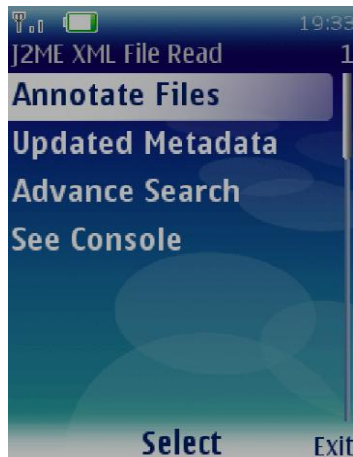 19:33
J2ME XML File Read 1
Annotate Files
Updated Metadata
Advance Search
See Console
Select Exit